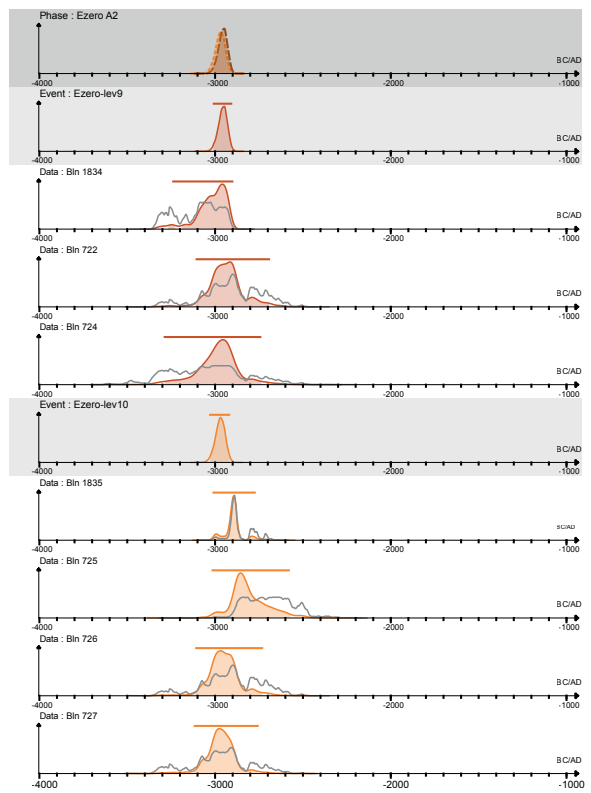 Phase : Ezero A2
BC/AD
-4000 -3000 -2000 -1000
Event : Ezero-lev9
BC/AD
-4000 -3000 -2000 -1000
Data : Bln 1834
BC/AD
-4000 -3000 -2000 -1000
Data : Bln 722
BC/AD
-4000 -3000 -2000 -1000
Data : Bln 724
BC/AD
-4000 -3000 -2000 -1000
Event : Ezero-lev10
BC/AD
-4000 -3000 -2000 -1000
Data : Bln 1835
BC/AD
-4000 -3000 -2000 -1000
Data : Bln 725
BC/AD
-4000 -3000 -2000 -1000
Data : Bln 726
BC/AD
-4000 -3000 -2000 -1000
Data : Bln 727
BC/AD
-4000 -3000 -2000 -1000